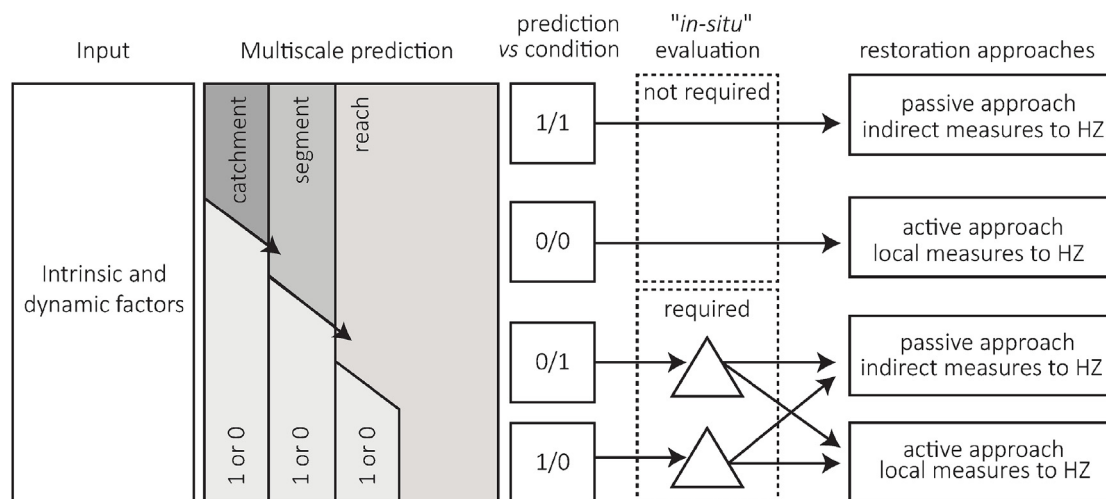 Input
Multiscale prediction
prediction
vs condition
"in-situ"
evaluation
restoration approaches
Intrinsic and
dynamic factors
catchment
segment
reach
1 or 0
1 or 0
1 or 0
1/1
0/0
0/1
1/0
not required
required
passive approach
indirect measures to HZ
active approach
local measures to HZ
passive approach
indirect measures to HZ
active approach
local measures to HZ